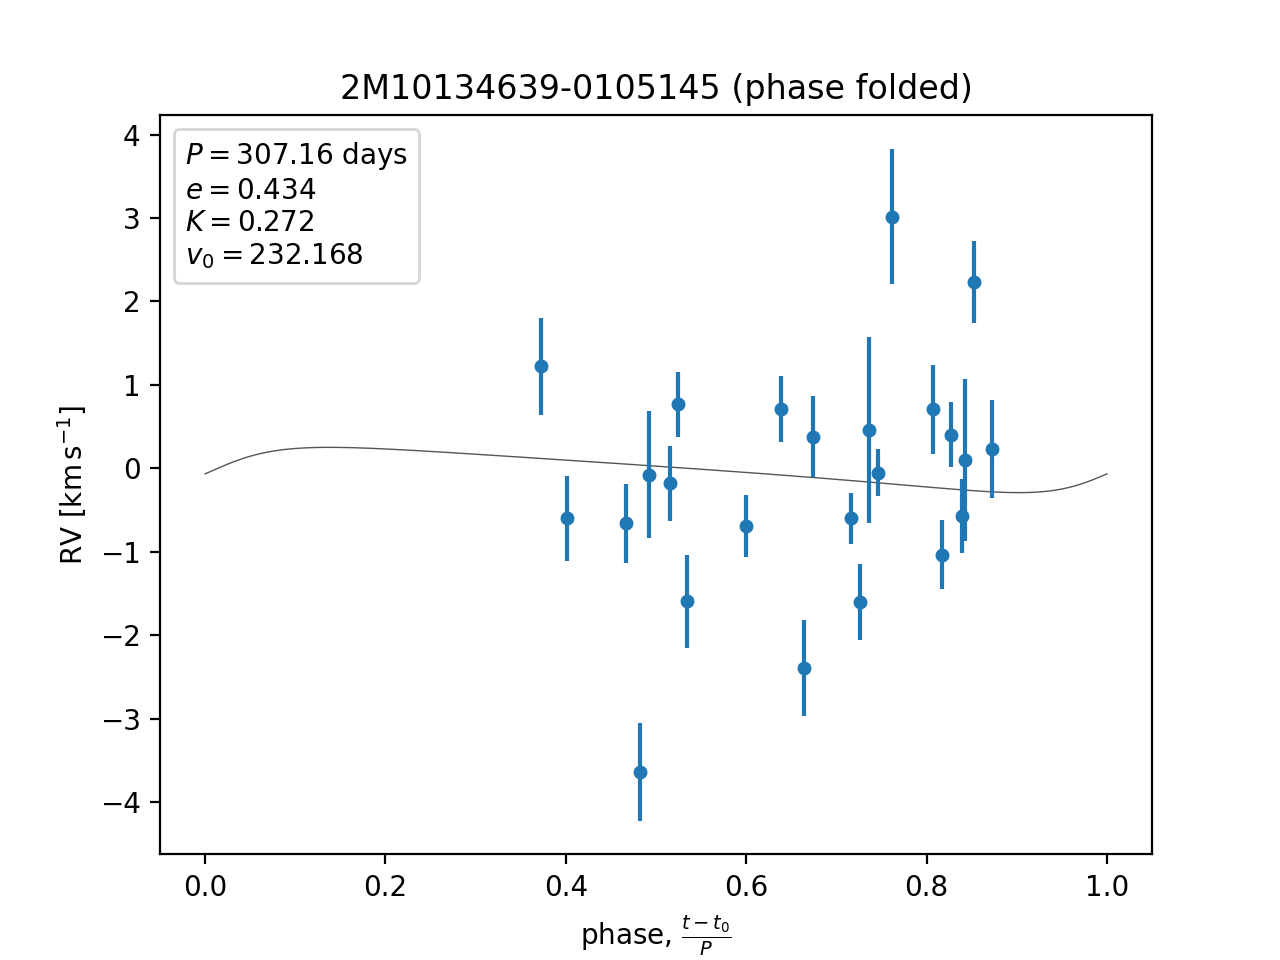 2M10134639-0105145 (phase folded)
P = 307.16 days
e = 0.434
K = 0.272
v₀ = 232.168
4
3
2
1
0
−1
−2
−3
−4
RV [km s⁻¹]
0.0 0.2 0.4 0.6 0.8 1.0
phase, (t − t₀)/P